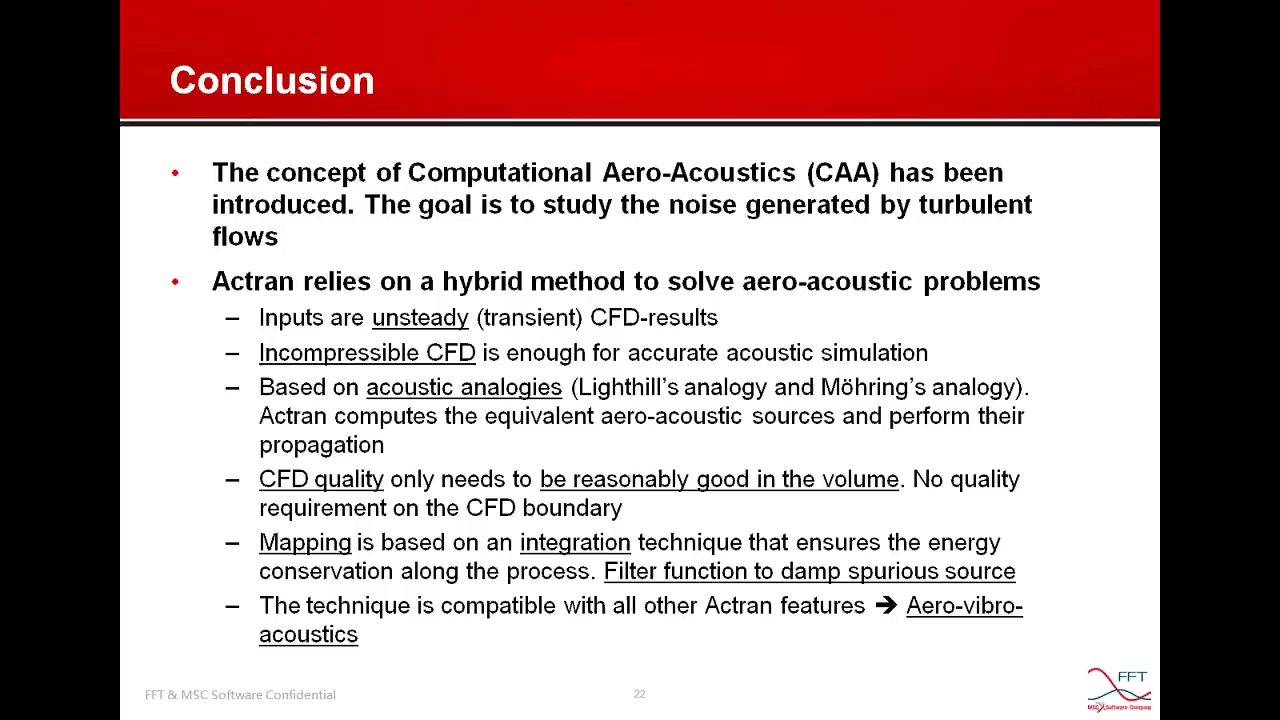 Conclusion
• The concept of Computational Aero-Acoustics (CAA) has been
introduced. The goal is to study the noise generated by turbulent
flows
• Actran relies on a hybrid method to solve aero-acoustic problems
– Inputs are unsteady (transient) CFD-results
– Incompressible CFD is enough for accurate acoustic simulation
– Based on acoustic analogies (Lighthill's analogy and Möhring's analogy).
Actran computes the equivalent aero-acoustic sources and perform their
propagation
– CFD quality only needs to be reasonably good in the volume. No quality
requirement on the CFD boundary
– Mapping is based on an integration technique that ensures the energy
conservation along the process. Filter function to damp spurious source
– The technique is compatible with all other Actran features ➔ Aero-vibro-
acoustics
FFT & MSC Software Confidential
22
FFT
MSC Software Company